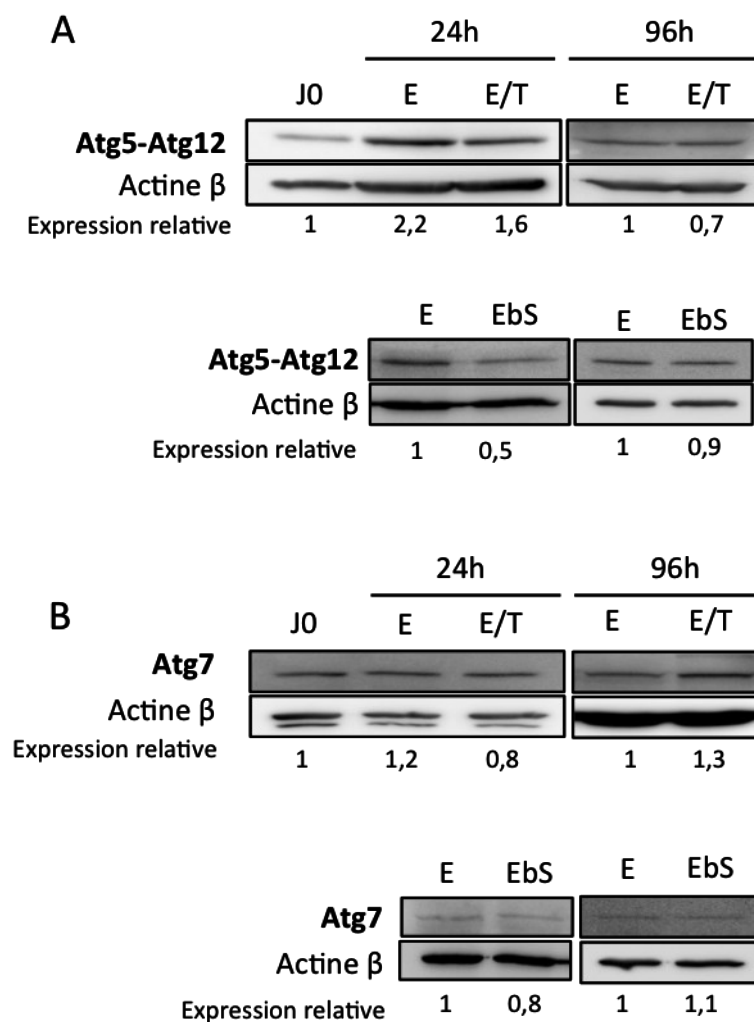 A
24h 96h
J0 E E/T E E/T
Atg5-Atg12
Actine β
Expression relative 1 2,2 1,6 1 0,7
E EbS E EbS
Atg5-Atg12
Actine β
Expression relative 1 0,5 1 0,9
24h 96h
B
J0 E E/T E E/T
Atg7
Actine β
Expression relative 1 1,2 0,8 1 1,3
E EbS E EbS
Atg7
Actine β
Expression relative 1 0,8 1 1,1